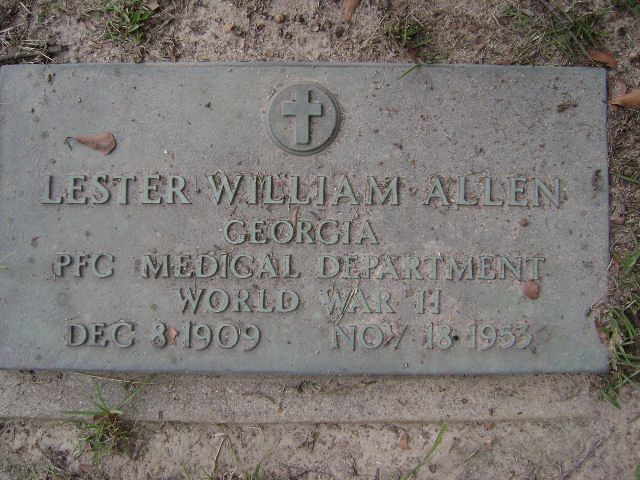 LESTER WILLIAM ALLEN
GEORGIA
PFC MEDICAL DEPARTMENT
WORLD WAR II
DEC 8 1909 NOV 18 1953